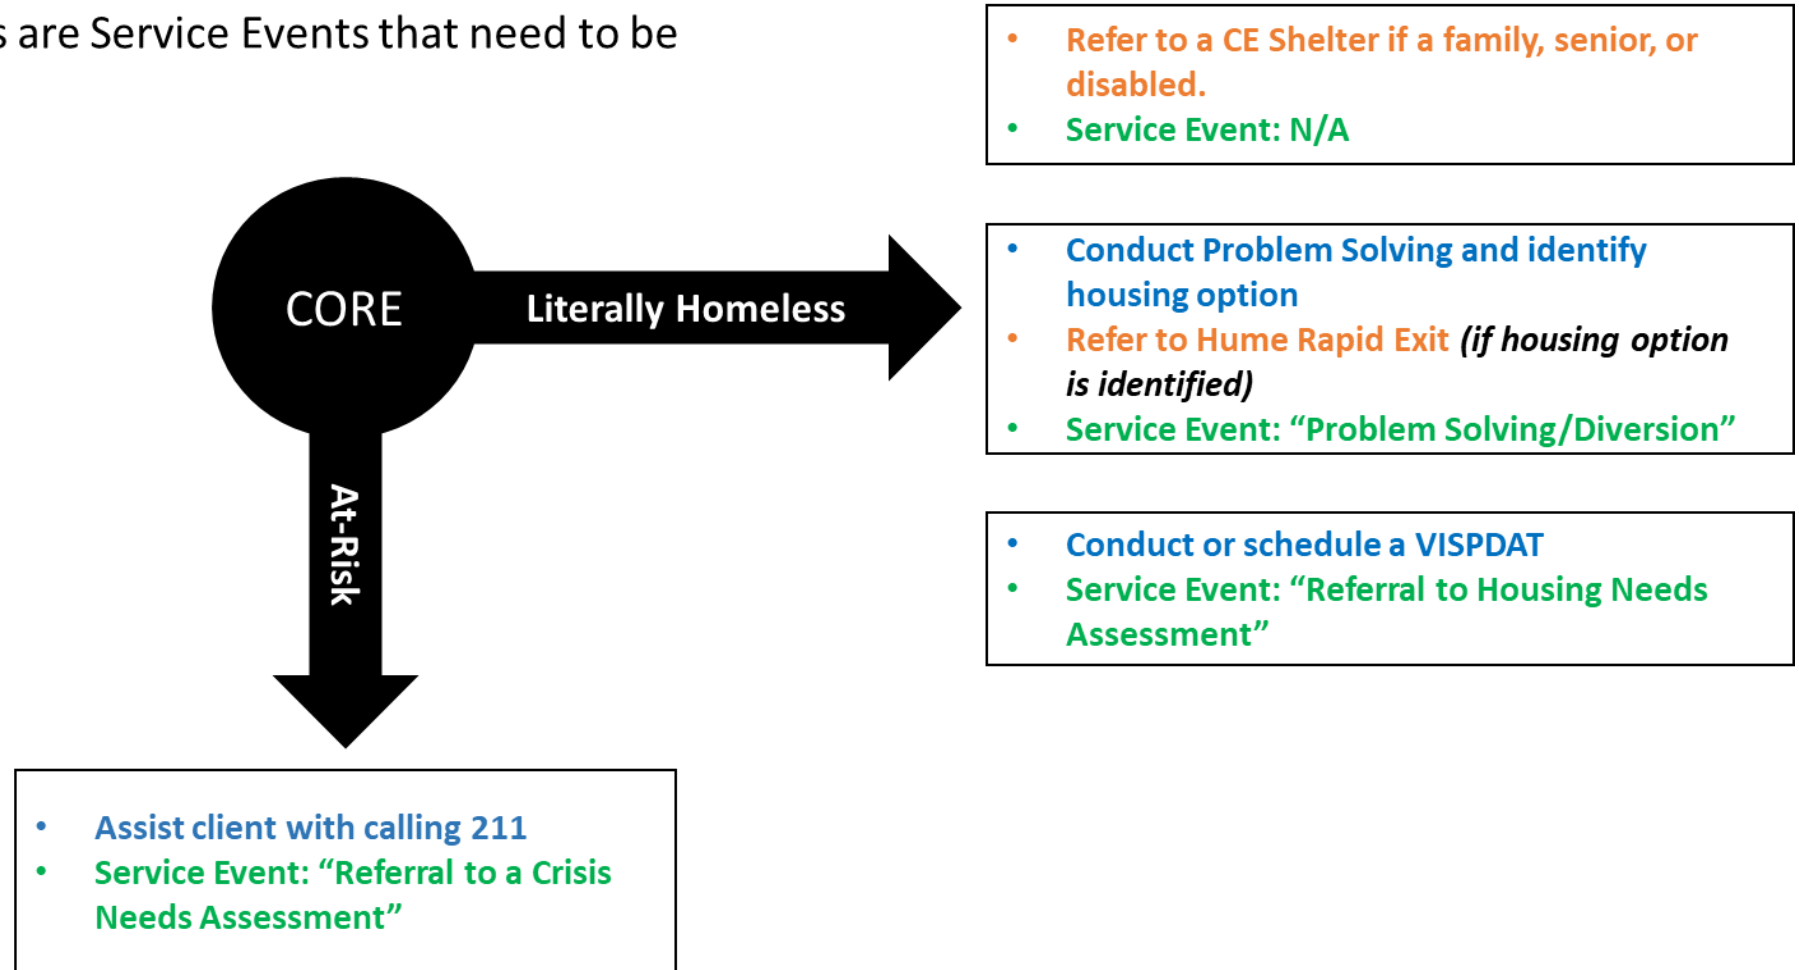 s are Service Events that need to be
• Refer to a CE Shelter if a family, senior, or
disabled.
• Service Event: N/A
CORE
Literally Homeless
• Conduct Problem Solving and identify
housing option
• Refer to Hume Rapid Exit (if housing option
is identified)
• Service Event: “Problem Solving/Diversion”
At-Risk
• Conduct or schedule a VISPDAT
• Service Event: “Referral to Housing Needs
Assessment”
• Assist client with calling 211
• Service Event: “Referral to a Crisis
Needs Assessment”